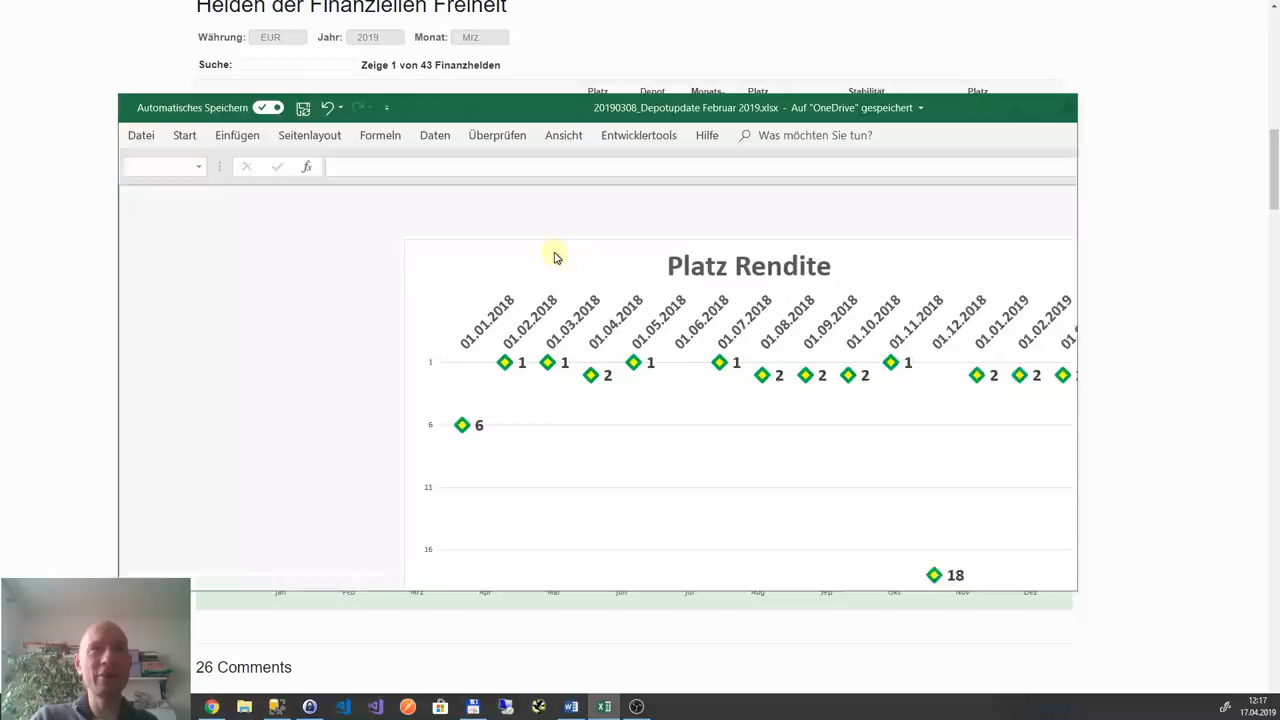 Helden der Finanziellen Freiheit
Währung: EUR Jahr: 2019 Monat: Mrz
Suche: Zeige 1 von 43 Finanzhelden
Platz Depot Monats- Platz Stabilität Platz
Automatisches Speichern 20190308_Depotupdate Februar 2019.xlsx - Auf "OneDrive" gespeichert
Datei Start Einfügen Seitenlayout Formeln Daten Überprüfen Ansicht Entwicklertools Hilfe Was möchten Sie tun?
fx
Platz Rendite
01.01.2018 01.02.2018 01.03.2018 01.04.2018 01.05.2018 01.06.2018 01.07.2018 01.08.2018 01.09.2018 01.10.2018 01.11.2018 01.12.2018 01.01.2019 01.02.2019
1 1 1 1 1 1
2 2 2 2 2 2
6 6
11
16
18
Jan Feb Mrz Apr Mai Jun Jul Aug Sep Okt Nov Dez
26 Comments
12:17
17.04.2019